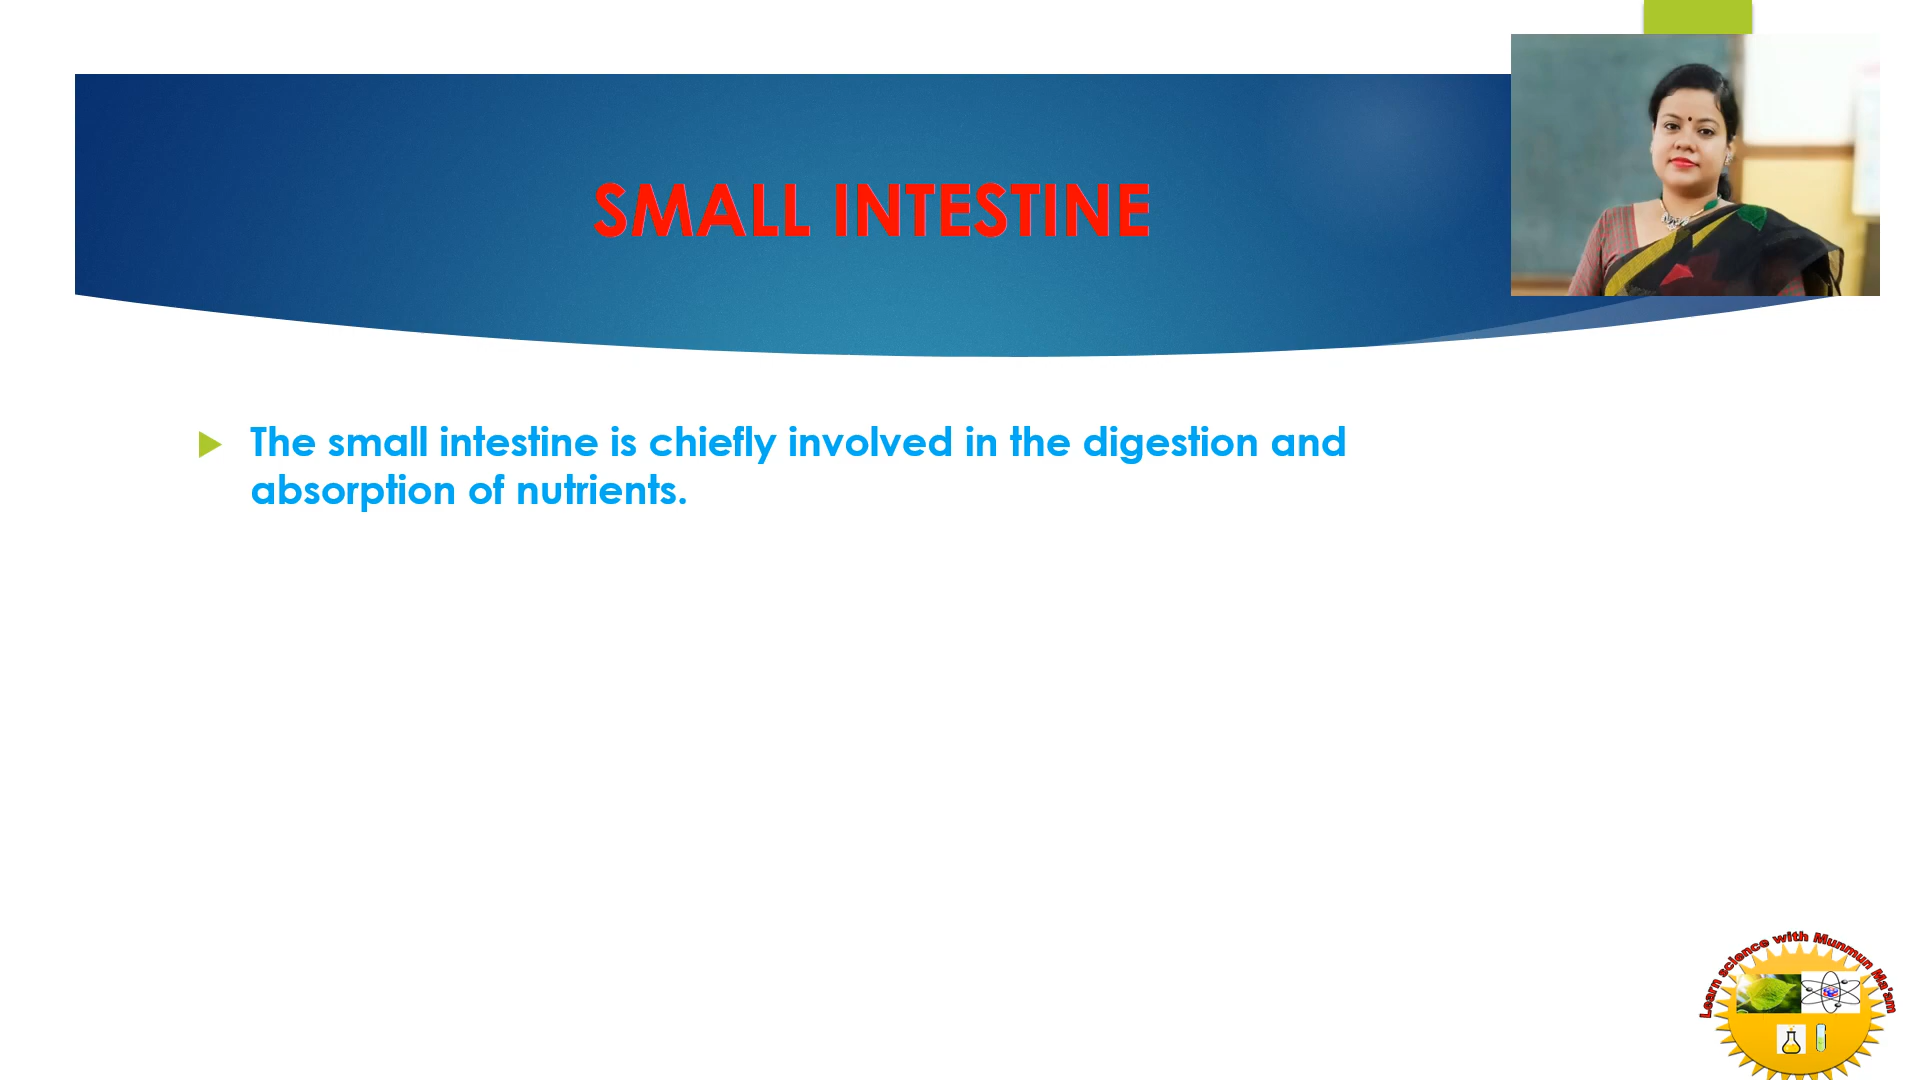 SMALL INTESTINE
The small intestine is chiefly involved in the digestion and
absorption of nutrients.
Learn science with Munmun Ma'am